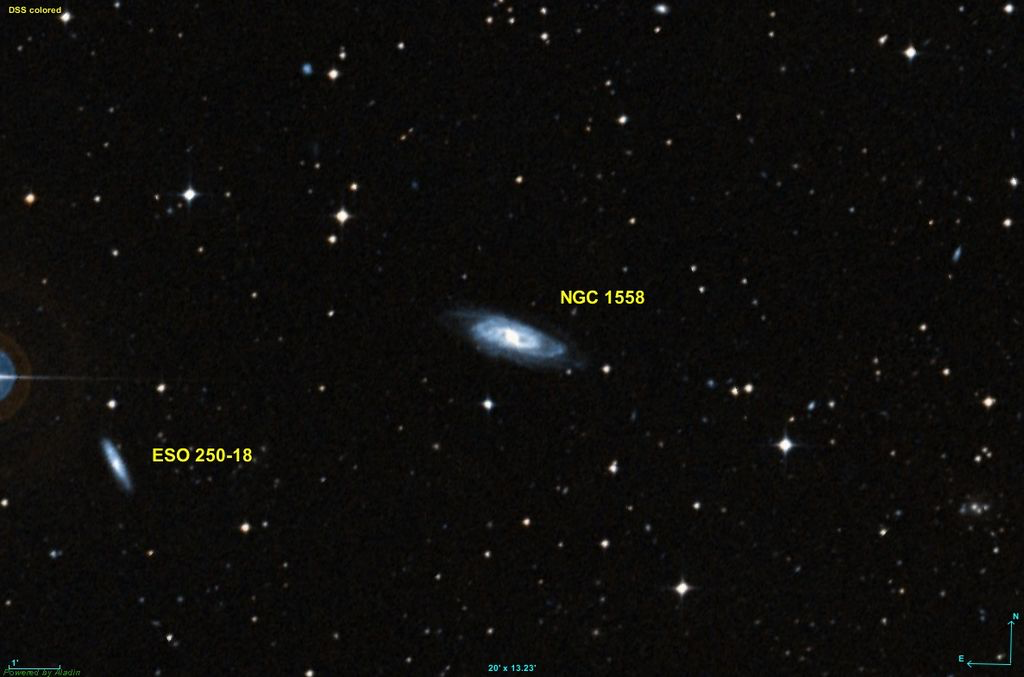 DSS colored
NGC 1558
ESO 250-18
N
E
1'
20' x 13.23'
Powered by Aladin